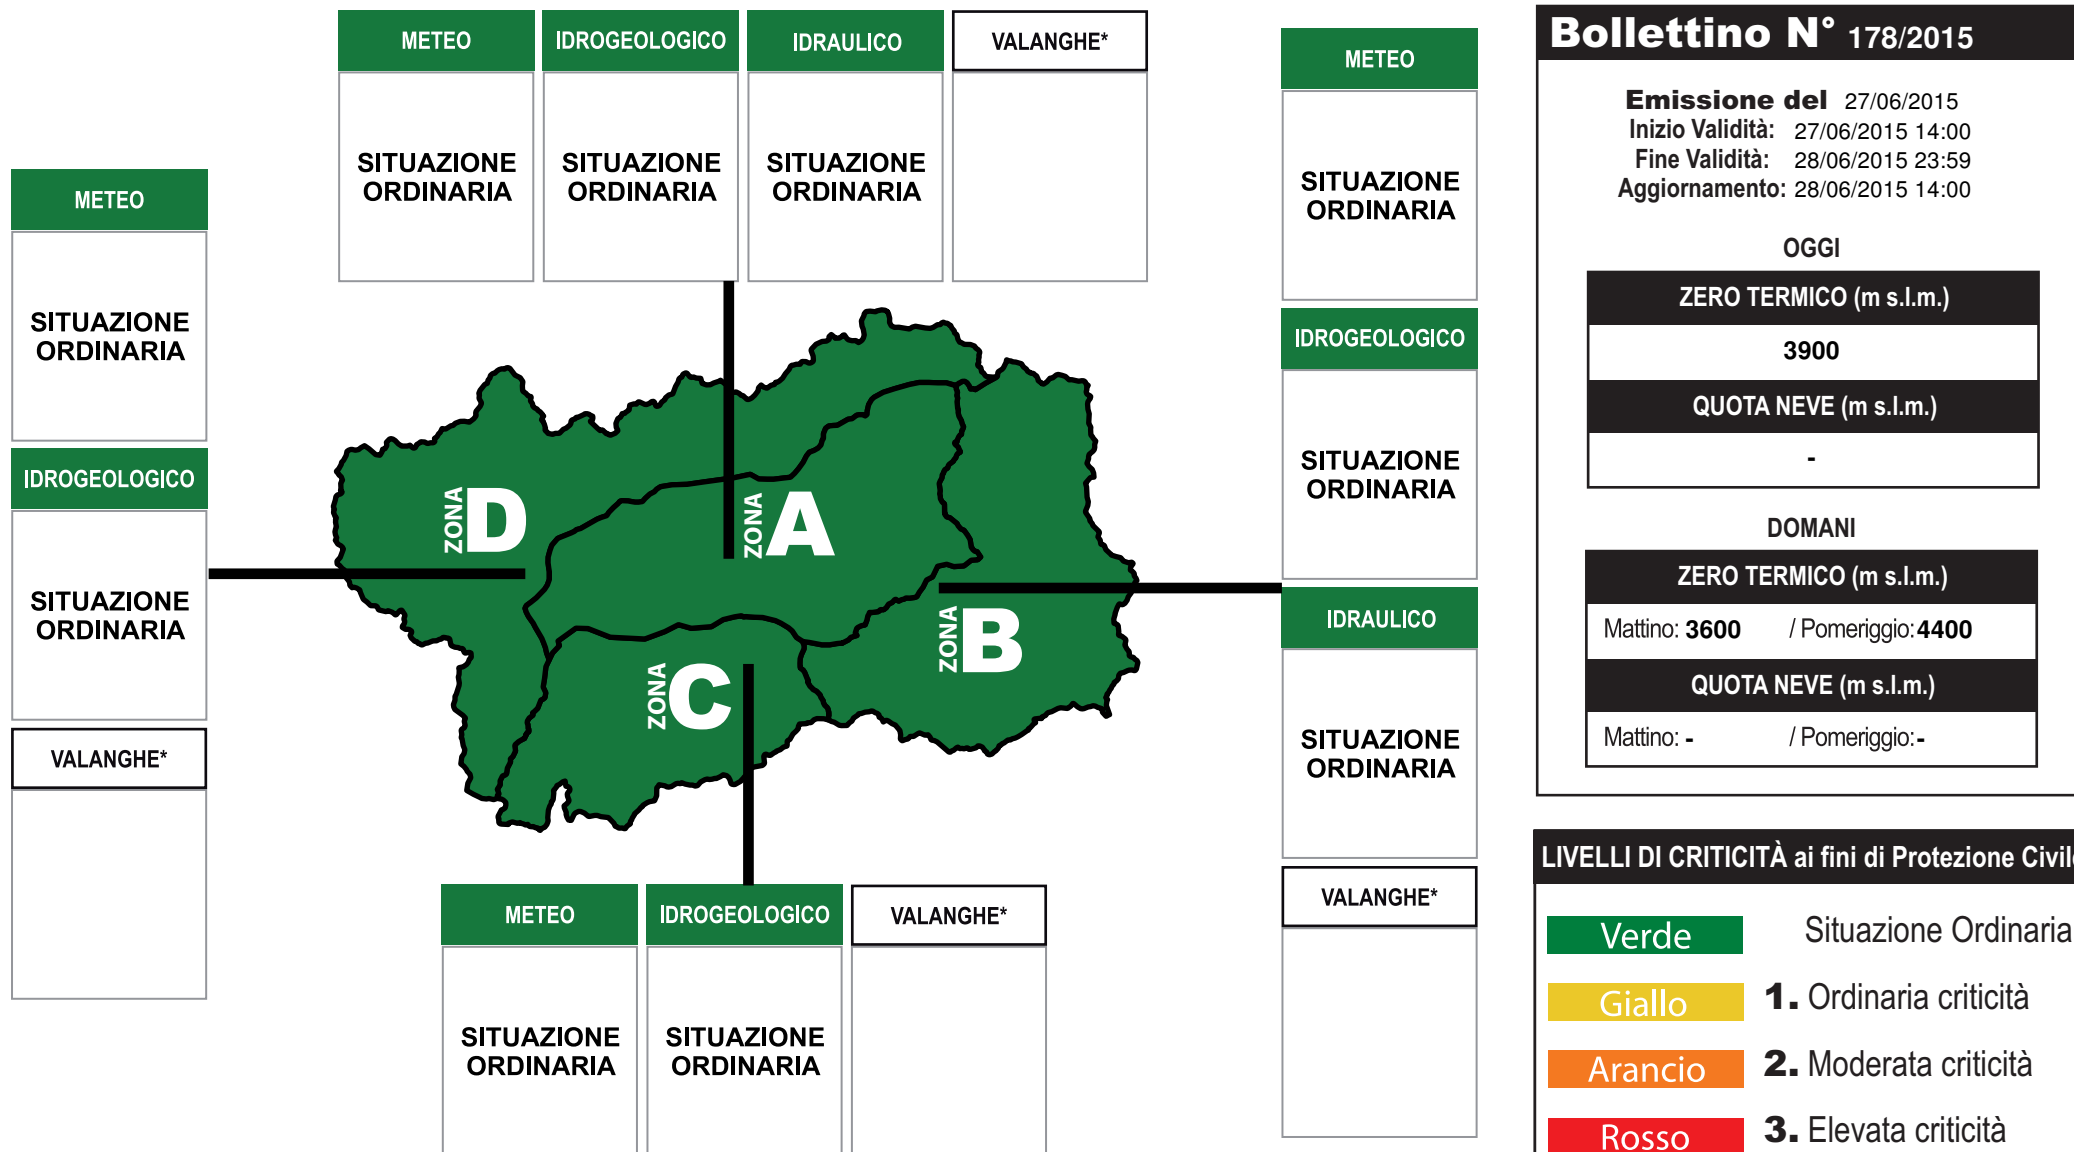 METEO IDROGEOLOGICO IDRAULICO VALANGHE*
SITUAZIONE ORDINARIA
SITUAZIONE ORDINARIA
SITUAZIONE ORDINARIA
METEO
SITUAZIONE
ORDINARIA
IDROGEOLOGICO
SITUAZIONE
ORDINARIA
VALANGHE*
ZONA D
ZONA A
ZONA B
ZONA C
METEO
SITUAZIONE
ORDINARIA
IDROGEOLOGICO
SITUAZIONE
ORDINARIA
IDRAULICO
SITUAZIONE
ORDINARIA
VALANGHE*
METEO IDROGEOLOGICO VALANGHE*
SITUAZIONE ORDINARIA
SITUAZIONE ORDINARIA
Bollettino N° 178/2015
Emissione del 27/06/2015
Inizio Validità: 27/06/2015 14:00
Fine Validità: 28/06/2015 23:59
Aggiornamento: 28/06/2015 14:00
OGGI
ZERO TERMICO (m s.l.m.)
3900
QUOTA NEVE (m s.l.m.)
-
DOMANI
ZERO TERMICO (m s.l.m.)
Mattino: 3600 / Pomeriggio: 4400
QUOTA NEVE (m s.l.m.)
Mattino: - / Pomeriggio: -
LIVELLI DI CRITICITÀ ai fini di Protezione Civile
Verde Situazione Ordinaria
Giallo 1. Ordinaria criticità
Arancio 2. Moderata criticità
Rosso 3. Elevata criticità